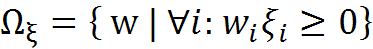 Ω_ξ = { w | ∀i: w_i ξ_i ≥ 0}